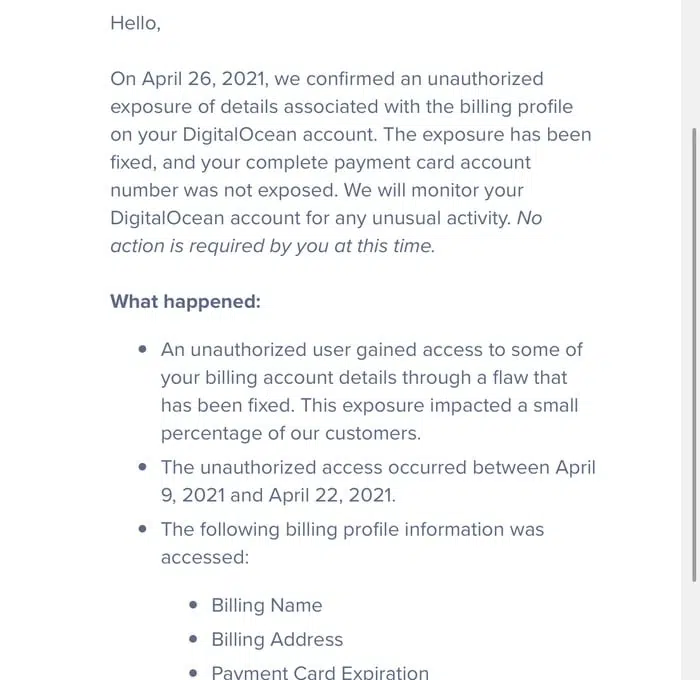 Hello,
On April 26, 2021, we confirmed an unauthorized
exposure of details associated with the billing profile
on your DigitalOcean account. The exposure has been
fixed, and your complete payment card account
number was not exposed. We will monitor your
DigitalOcean account for any unusual activity. No
action is required by you at this time.
What happened:
• An unauthorized user gained access to some of
your billing account details through a flaw that
has been fixed. This exposure impacted a small
percentage of our customers.
• The unauthorized access occurred between April
9, 2021 and April 22, 2021.
• The following billing profile information was
accessed:
• Billing Name
• Billing Address
• Payment Card Expiration